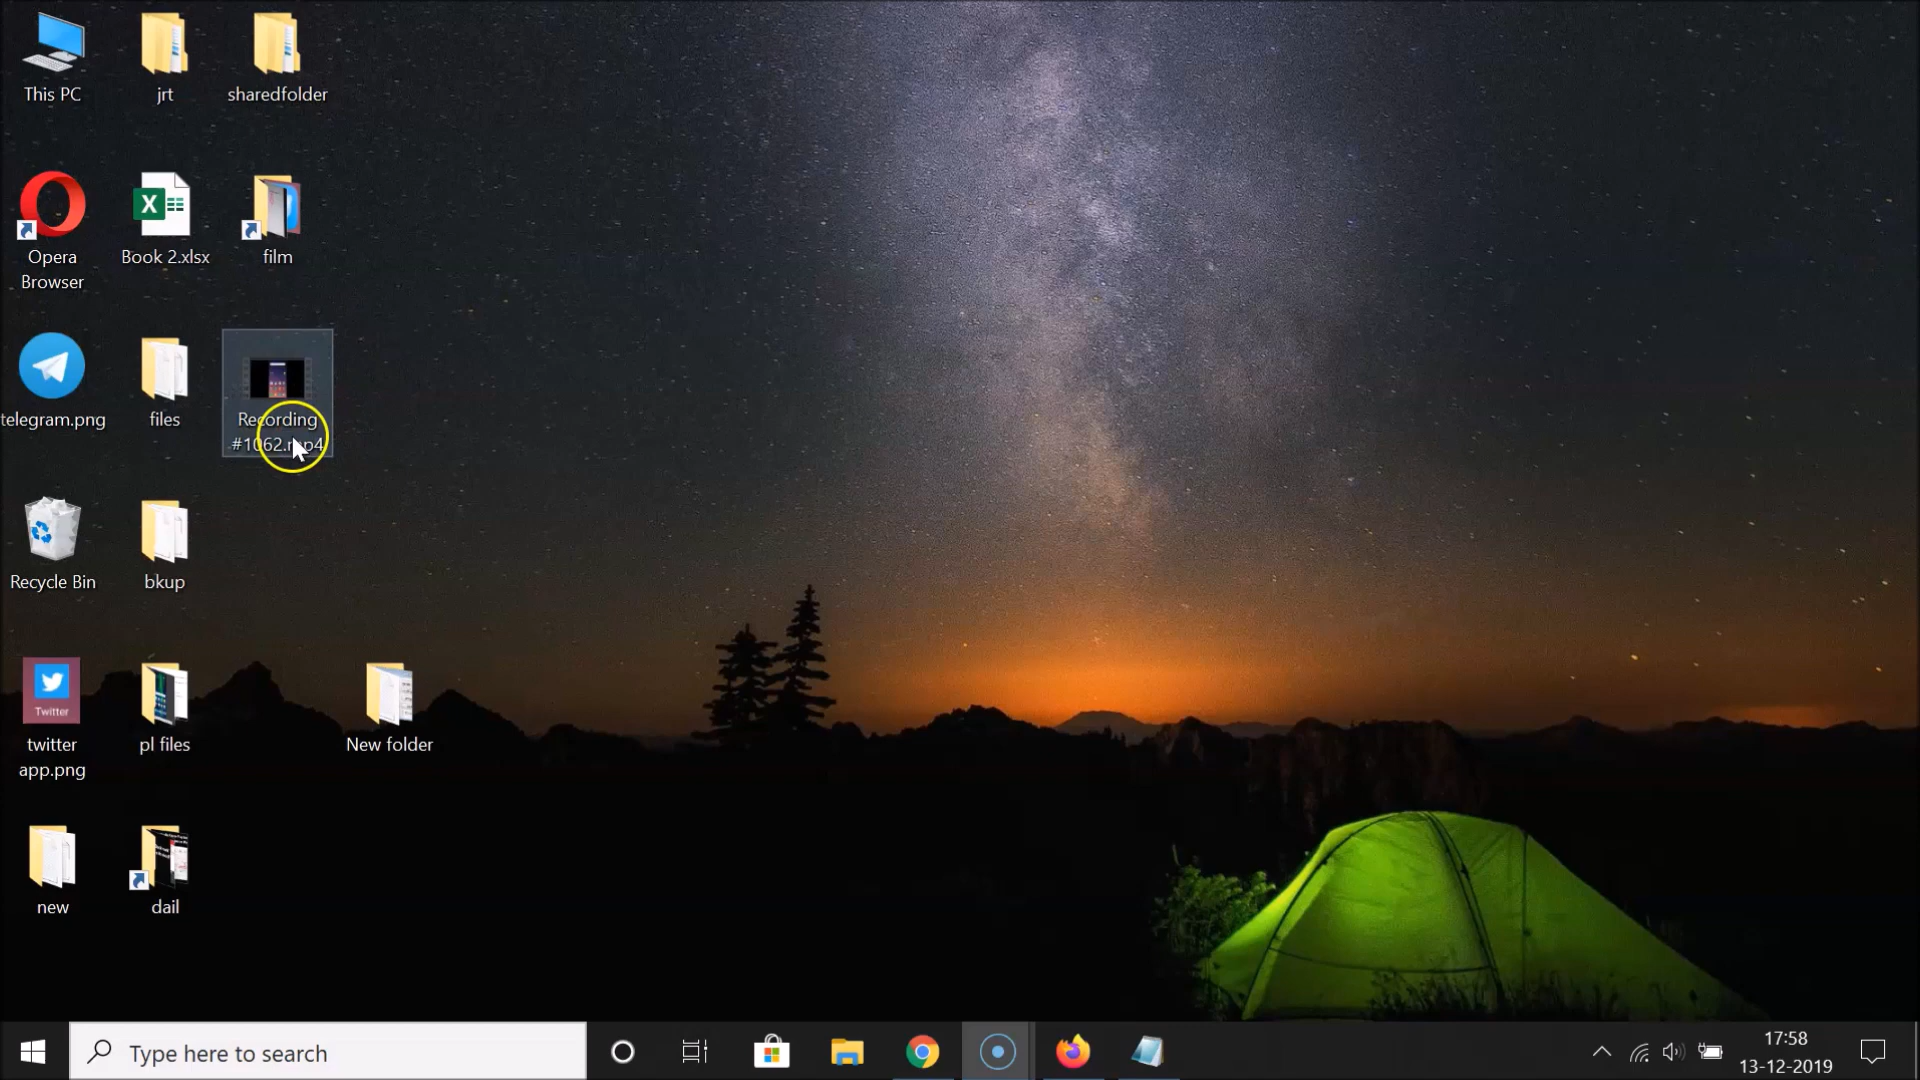 This PC
jrt
sharedfolder
Opera
Browser
Book 2.xlsx
film
telegram.png
files
Recording
#1062.mp4
Recycle Bin
bkup
Twitter
twitter
app.png
pl files
New folder
new
dail
Type here to search
17:58
13-12-2019